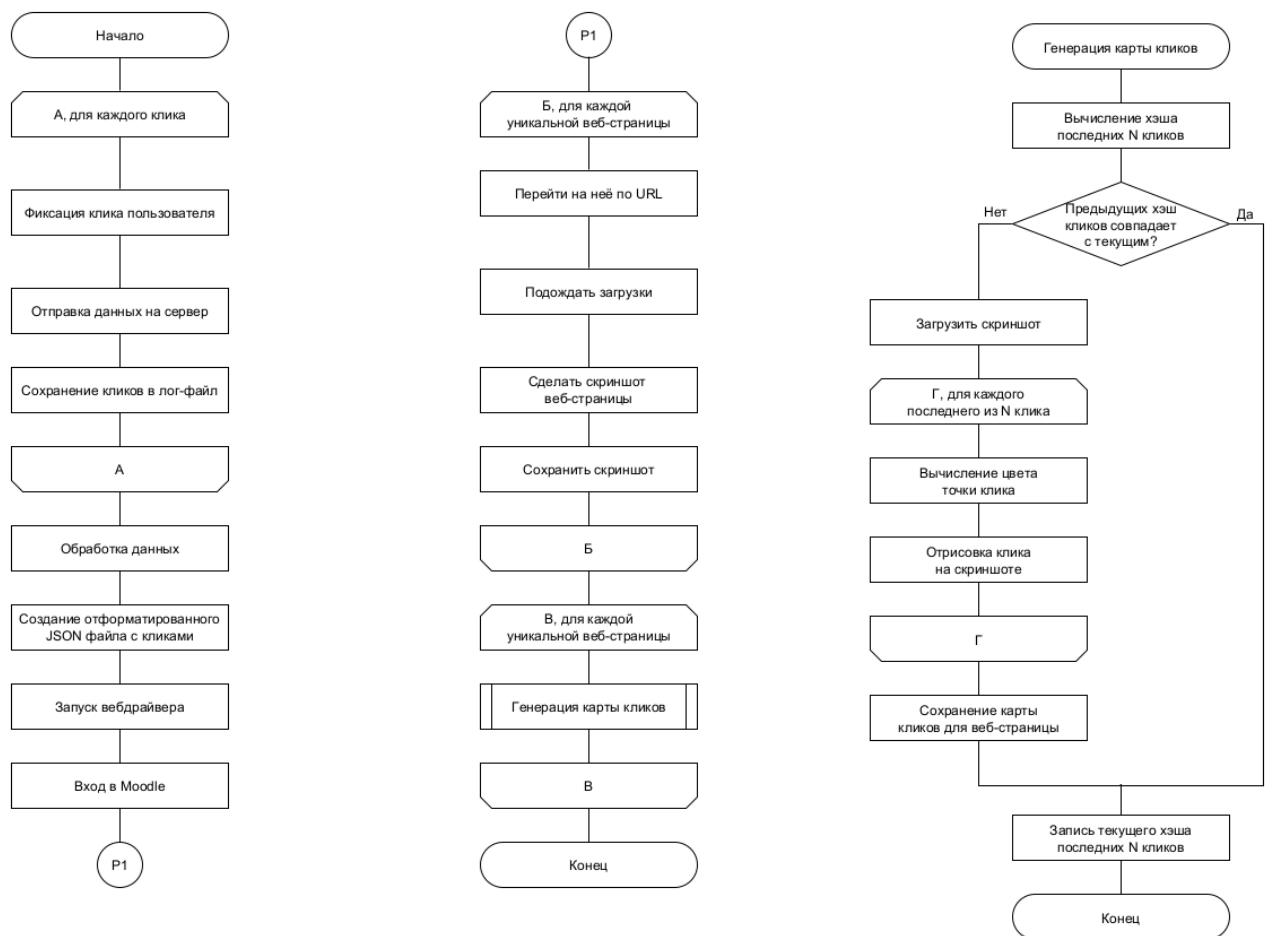 Начало
А, для каждого клика
Фиксация клика пользователя
Отправка данных на сервер
Сохранение кликов в лог-файл
А
Обработка данных
Создание отформатированного
JSON файла с кликами
Запуск вебдрайвера
Вход в Moodle
P1
P1
Б, для каждой
уникальной веб-страницы
Перейти на неё по URL
Подождать загрузки
Сделать скриншот
веб-страницы
Сохранить скриншот
Б
В, для каждой
уникальной веб-страницы
Генерация карты кликов
В
Конец
Генерация карты кликов
Вычисление хэша
последних N кликов
Предыдущих хэш
кликов совпадает
с текущим?
Нет
Да
Загрузить скриншот
Г, для каждого
последнего из N клика
Вычисление цвета
точки клика
Отрисовка клика
на скриншоте
Г
Сохранение карты
кликов для веб-страницы
Запись текущего хэша
последних N кликов
Конец